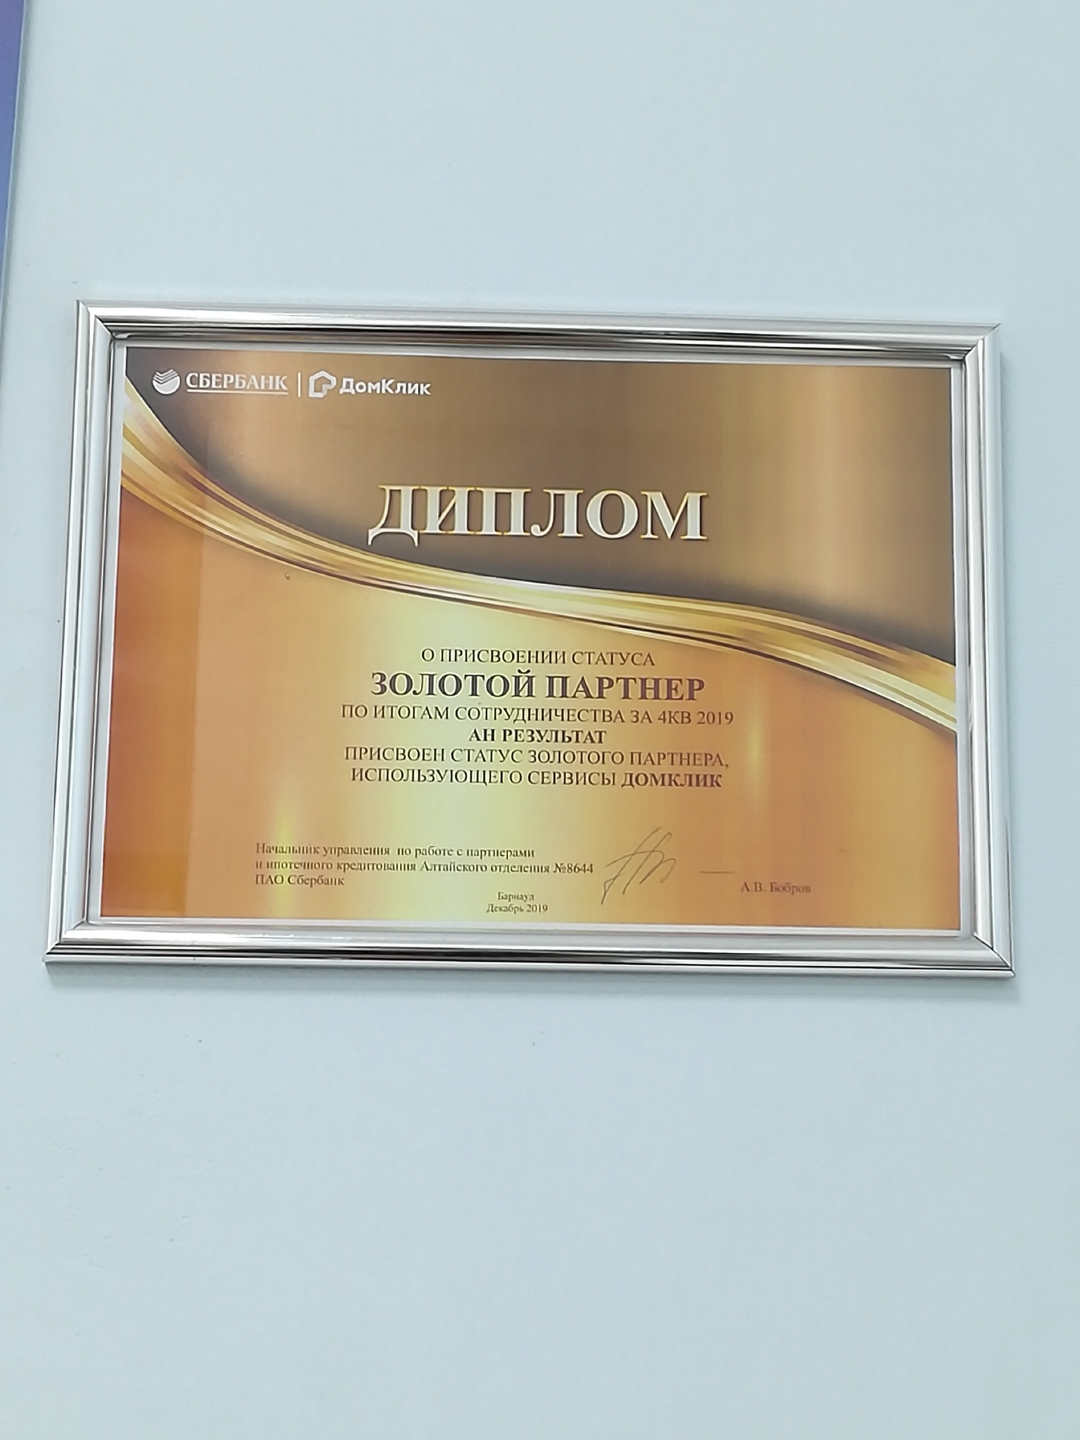 СБЕРБАНК | ДомКлик
ДИПЛОМ
О ПРИСВОЕНИИ СТАТУСА
ЗОЛОТОЙ ПАРТНЕР
ПО ИТОГАМ СОТРУДНИЧЕСТВА ЗА 4КВ 2019
АН РЕЗУЛЬТАТ
ПРИСВОЕН СТАТУС ЗОЛОТОГО ПАРТНЕРА,
ИСПОЛЬЗУЮЩЕГО СЕРВИСЫ ДОМКЛИК
Начальник управления по работе с партнерами
и ипотечного кредитования Алтайского отделения №8644
ПАО Сбербанк
А.В. Бобров
Барнаул
Декабрь 2019